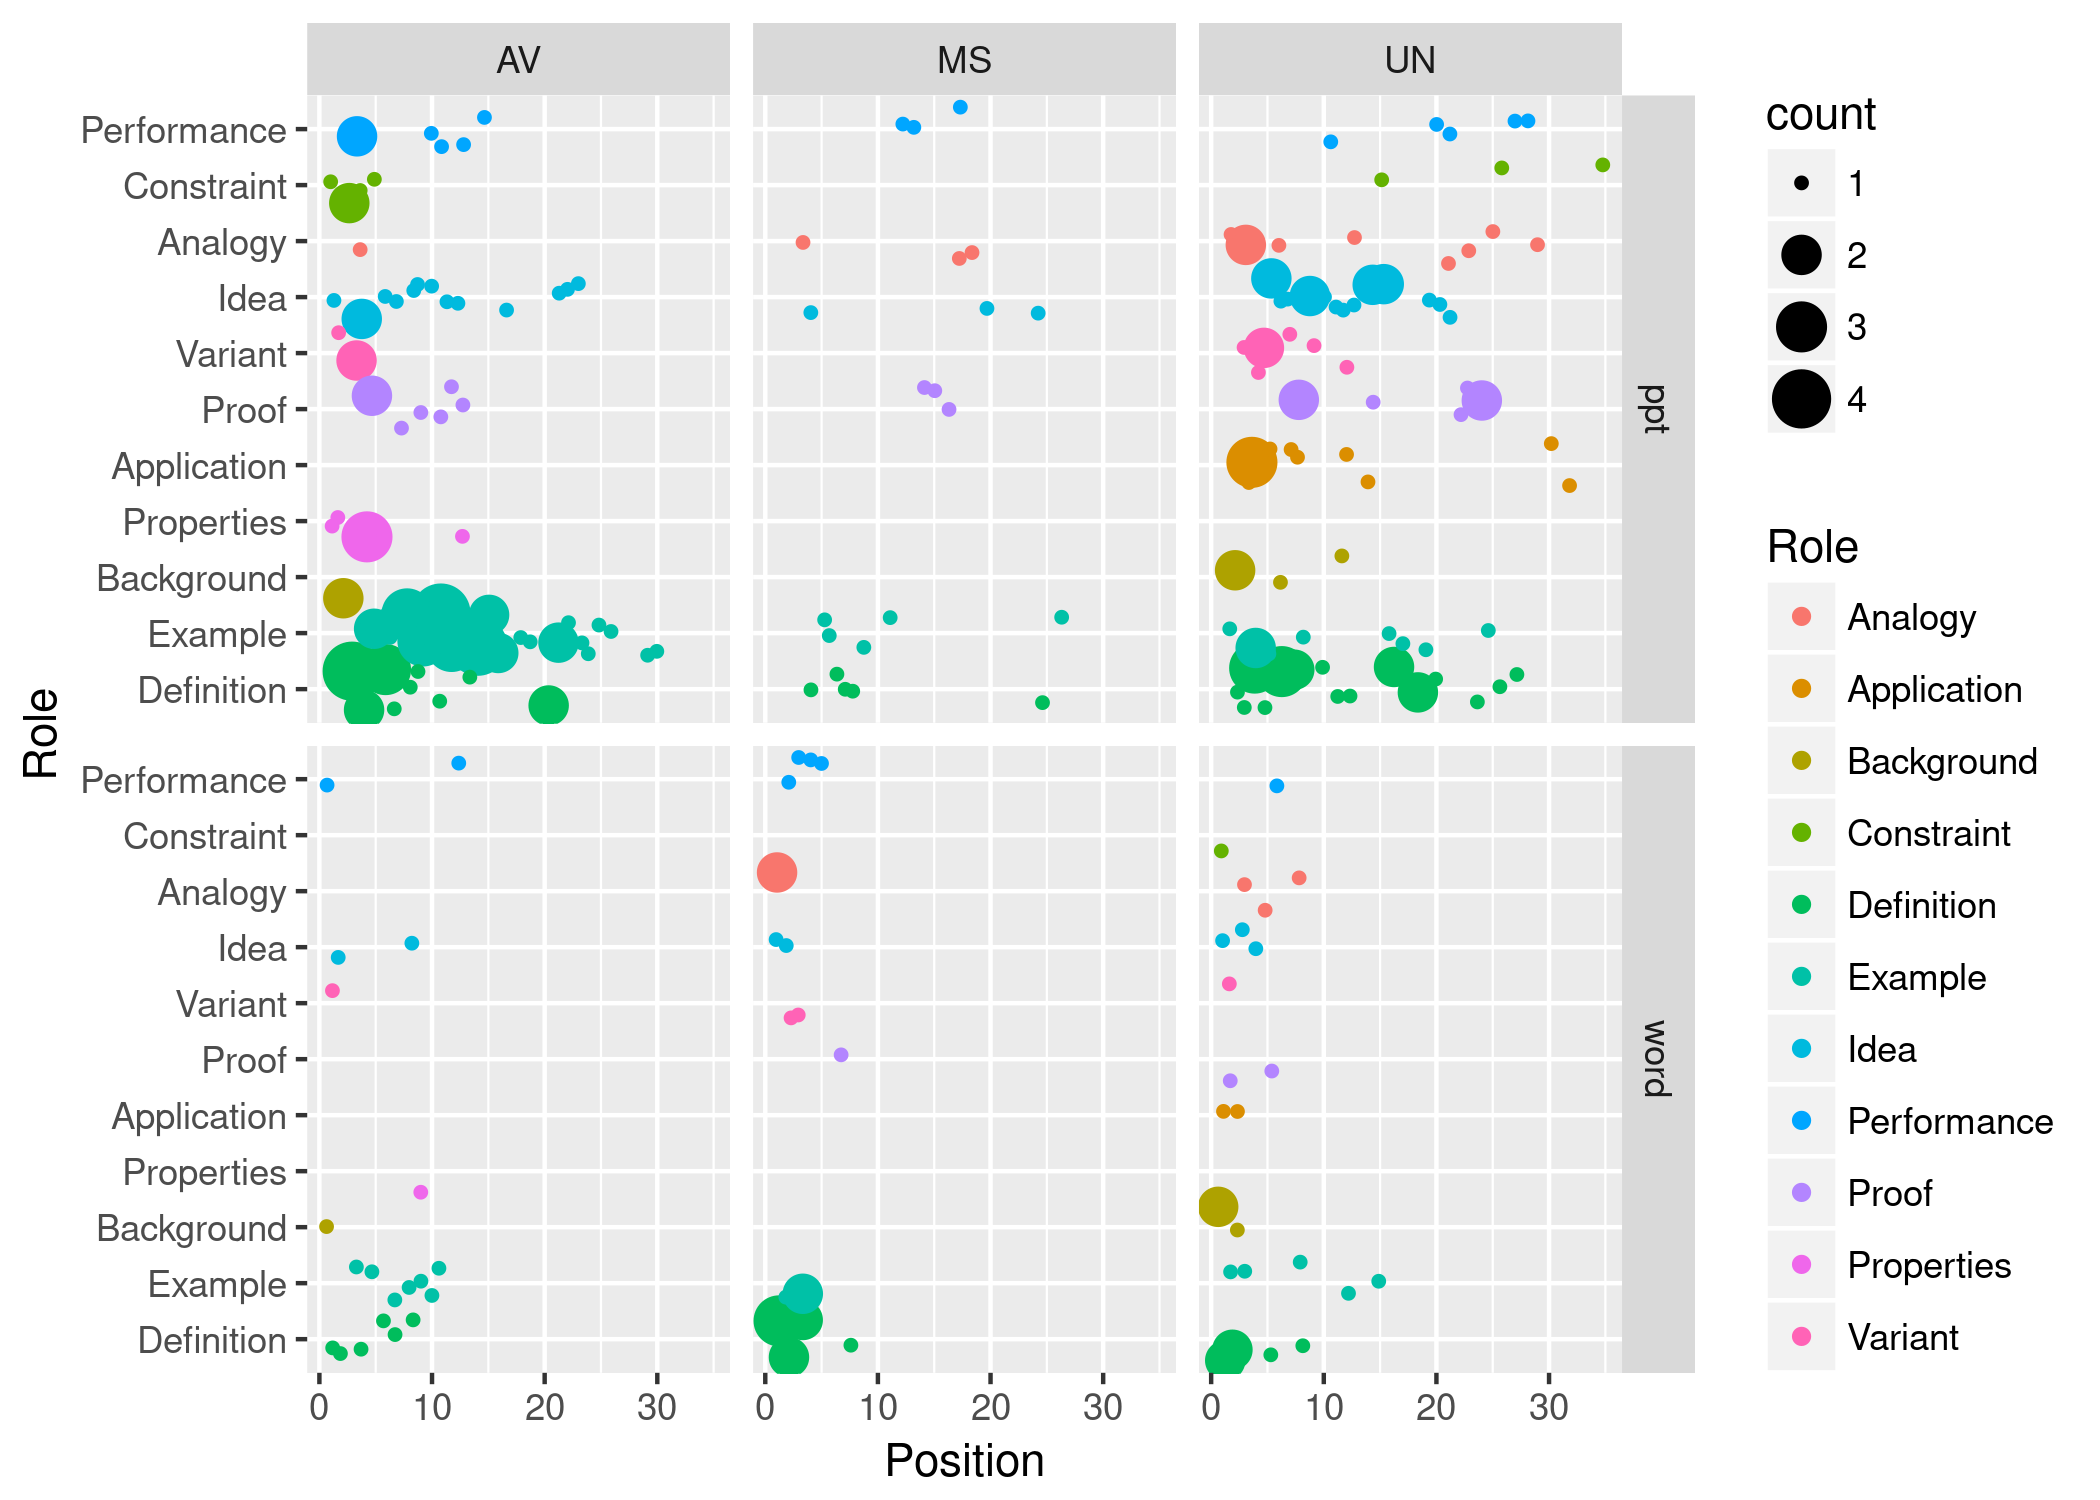 AV MS UN
Performance
Constraint
Analogy
Idea
Variant
Proof
Application
Properties
Background
Example
Definition
ppt
Performance
Constraint
Analogy
Idea
Variant
Proof
Application
Properties
Background
Example
Definition
word
Role
0 10 20 30 0 10 20 30 0 10 20 30
Position
count
1
2
3
4
Role
Analogy
Application
Background
Constraint
Definition
Example
Idea
Performance
Proof
Properties
Variant